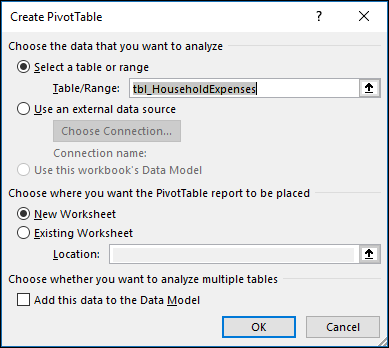 Create PivotTable
? ×
Choose the data that you want to analyze
Select a table or range
Table/Range: tbl_HouseholdExpenses
Use an external data source
Choose Connection...
Connection name:
Use this workbook's Data Model
Choose where you want the PivotTable report to be placed
New Worksheet
Existing Worksheet
Location:
Choose whether you want to analyze multiple tables
Add this data to the Data Model
OK Cancel